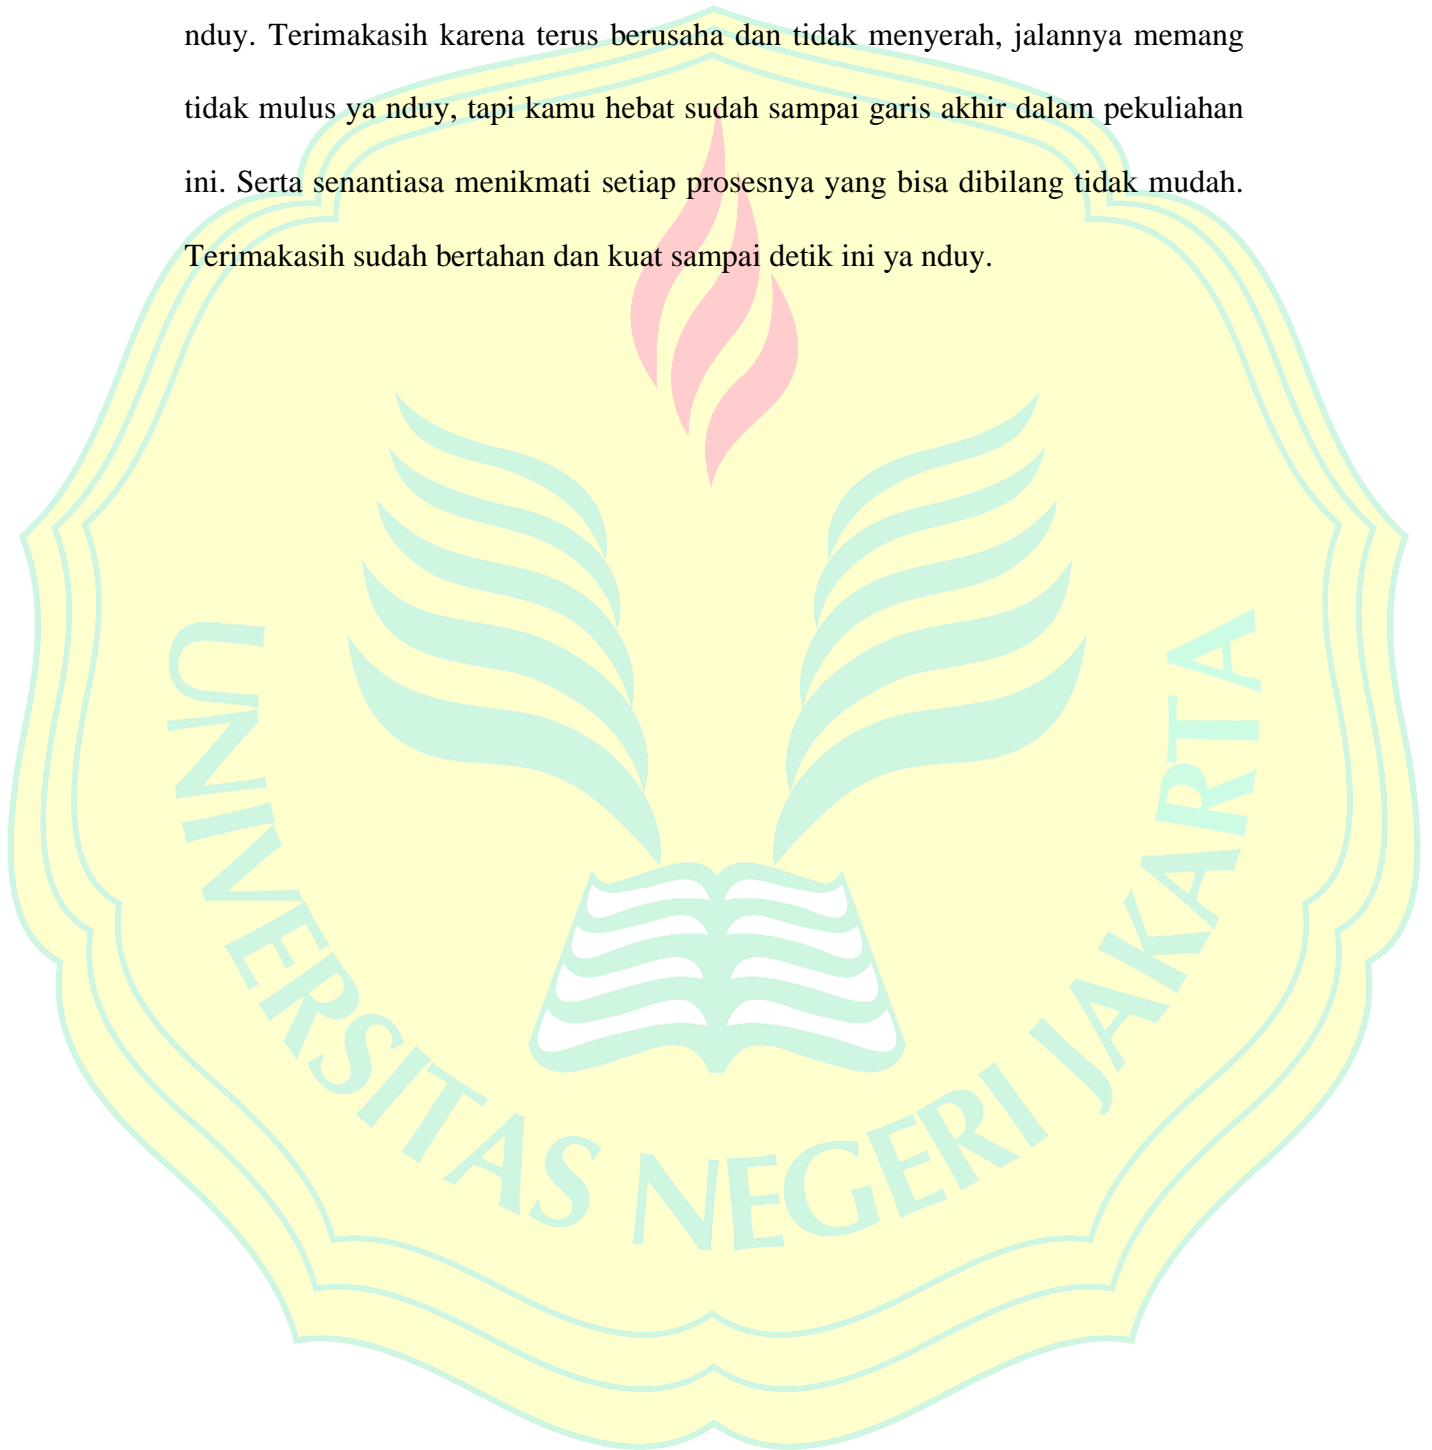 nduy. Terimakasih karena terus berusaha dan tidak menyerah, jalannya memang
tidak mulus ya nduy, tapi kamu hebat sudah sampai garis akhir dalam pekuliahan
ini. Serta senantiasa menikmati setiap prosesnya yang bisa dibilang tidak mudah.
Terimakasih sudah bertahan dan kuat sampai detik ini ya nduy.
UNIVERSITAS NEGERI JAKARTA